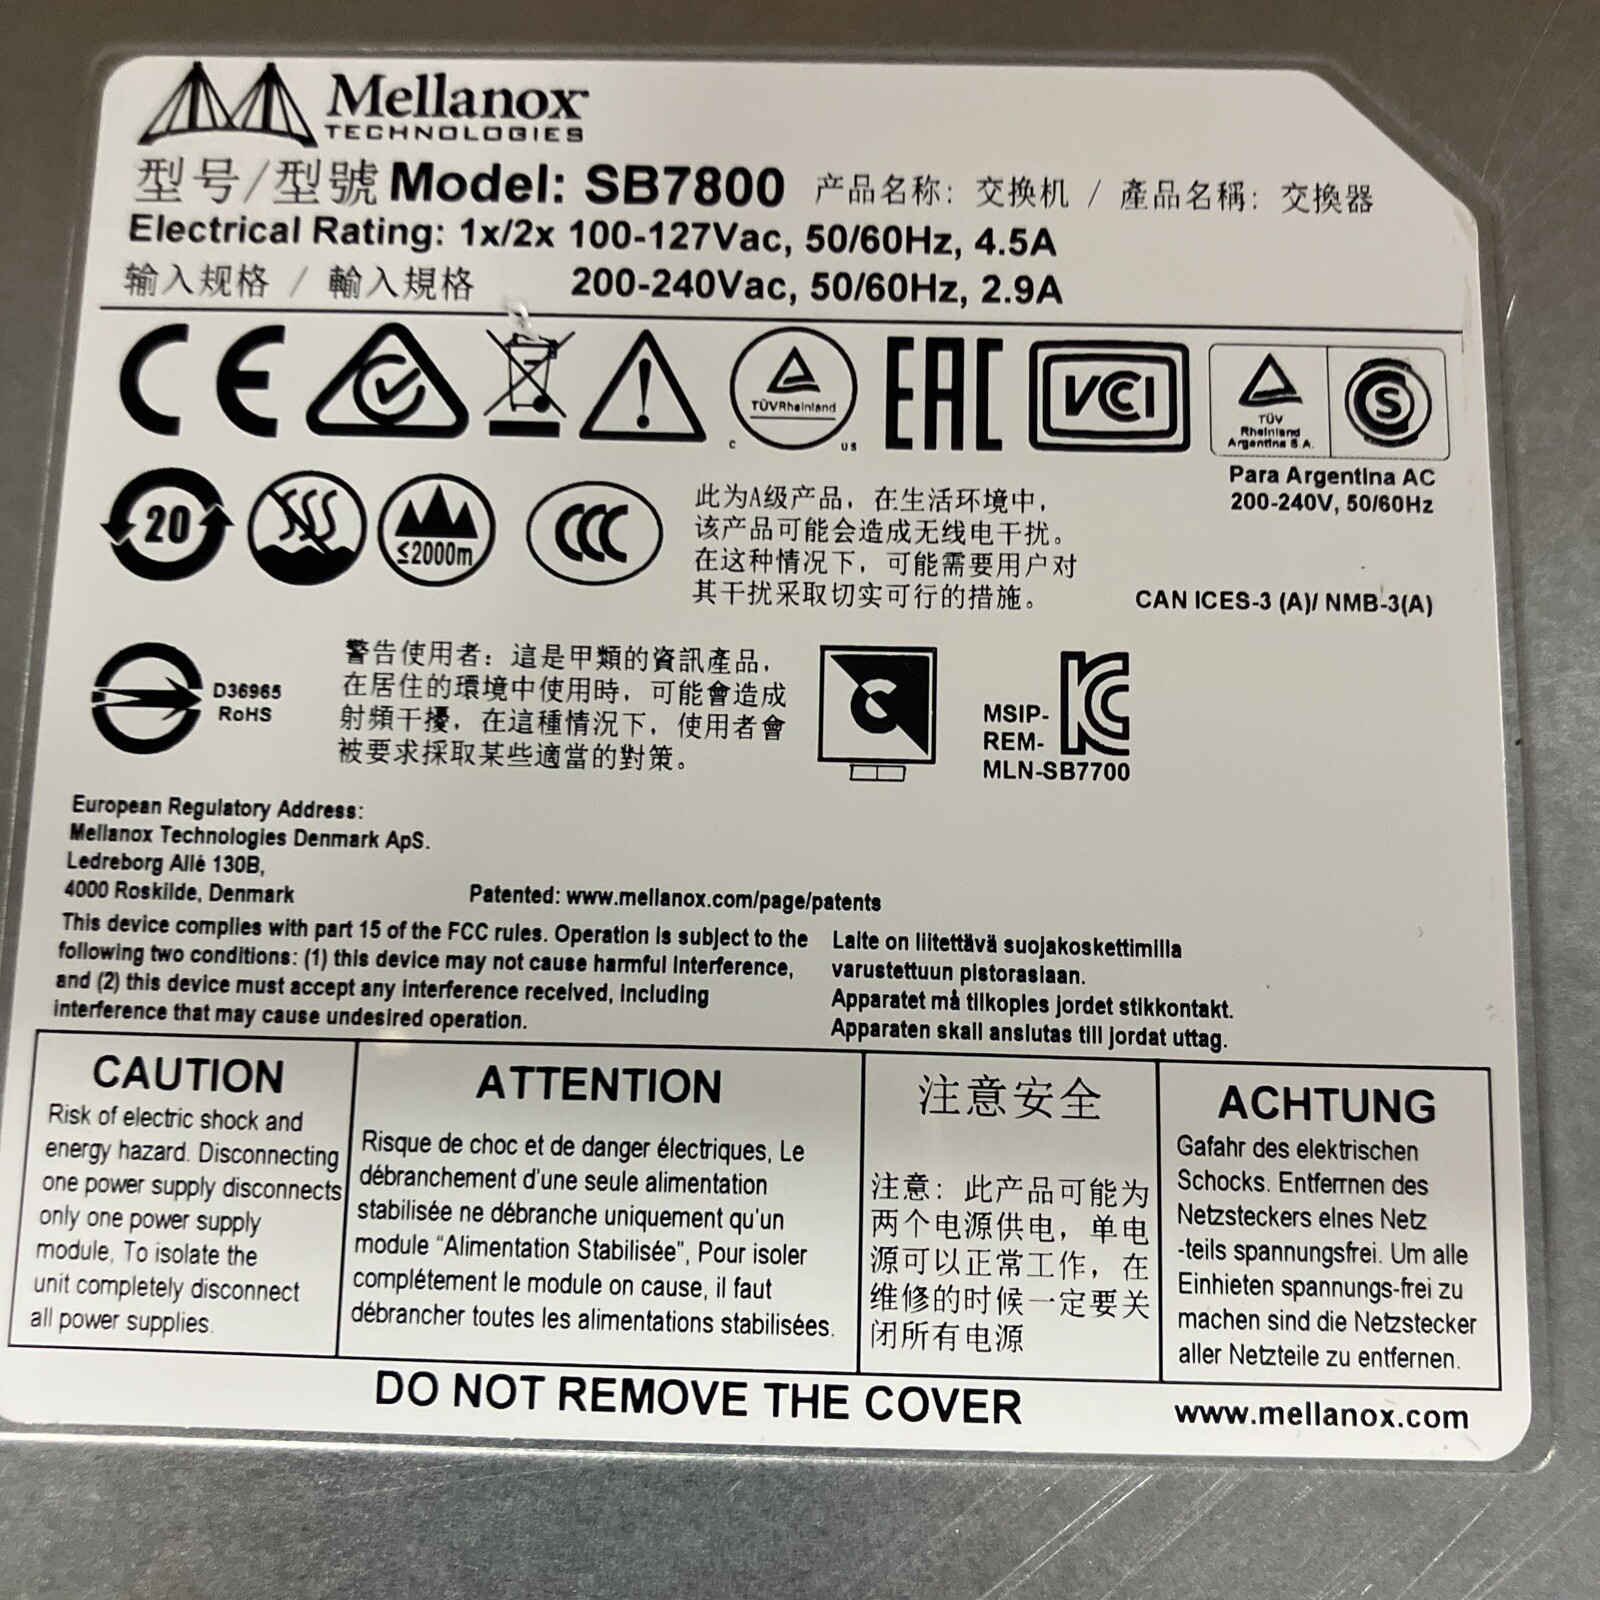 Mellanox
TECHNOLOGIES
型号/型號 Model: SB7800 产品名称: 交换机 / 產品名稱: 交換器
Electrical Rating: 1x/2x 100-127Vac, 50/60Hz, 4.5A
输入规格 / 輸入規格 200-240Vac, 50/60Hz, 2.9A
CE
TÜVRheinland
C US
EAC
VCI
TÜV
Rheinland
Argentina S.A.
S
Para Argentina AC
200-240V, 50/60Hz
20
≤2000m
CCC
此为A级产品，在生活环境中，
该产品可能会造成无线电干扰。
在这种情况下，可能需要用户对
其干扰采取切实可行的措施。
CAN ICES-3 (A)/ NMB-3(A)
D36965
RoHS
警告使用者：這是甲類的資訊產品，
在居住的環境中使用時，可能會造成
射頻干擾，在這種情況下，使用者會
被要求採取某些適當的對策。
C
MSIP-
REM-
MLN-SB7700
KC
European Regulatory Address:
Mellanox Technologies Denmark ApS.
Ledreborg Allé 130B,
4000 Roskilde, Denmark
Patented: www.mellanox.com/page/patents
This device complies with part 15 of the FCC rules. Operation is subject to the
following two conditions: (1) this device may not cause harmful interference,
and (2) this device must accept any interference received, including
interference that may cause undesired operation.
Laite on liitettävä suojakoskettimilla
varustettuun pistorasiaan.
Apparatet må tilkoples jordet stikkontakt.
Apparaten skall anslutas till jordat uttag.
CAUTION
Risk of electric shock and
energy hazard. Disconnecting
one power supply disconnects
only one power supply
module, To isolate the
unit completely disconnect
all power supplies.
ATTENTION
Risque de choc et de danger électriques, Le
débranchement d'une seule alimentation
stabilisée ne débranche uniquement qu'un
module “Alimentation Stabilisée”, Pour isoler
complétement le module on cause, il faut
débrancher toutes les alimentations stabilisées.
注意安全
注意：此产品可能为
两个电源供电，单电
源可以正常工作，在
维修的时候一定要关
闭所有电源
ACHTUNG
Gafahr des elektrischen
Schocks. Entferrnen des
Netzsteckers elnes Netz
-teils spannungsfrei. Um alle
Einhieten spannungs-frei zu
machen sind die Netzstecker
aller Netzteile zu entfernen.
DO NOT REMOVE THE COVER
www.mellanox.com